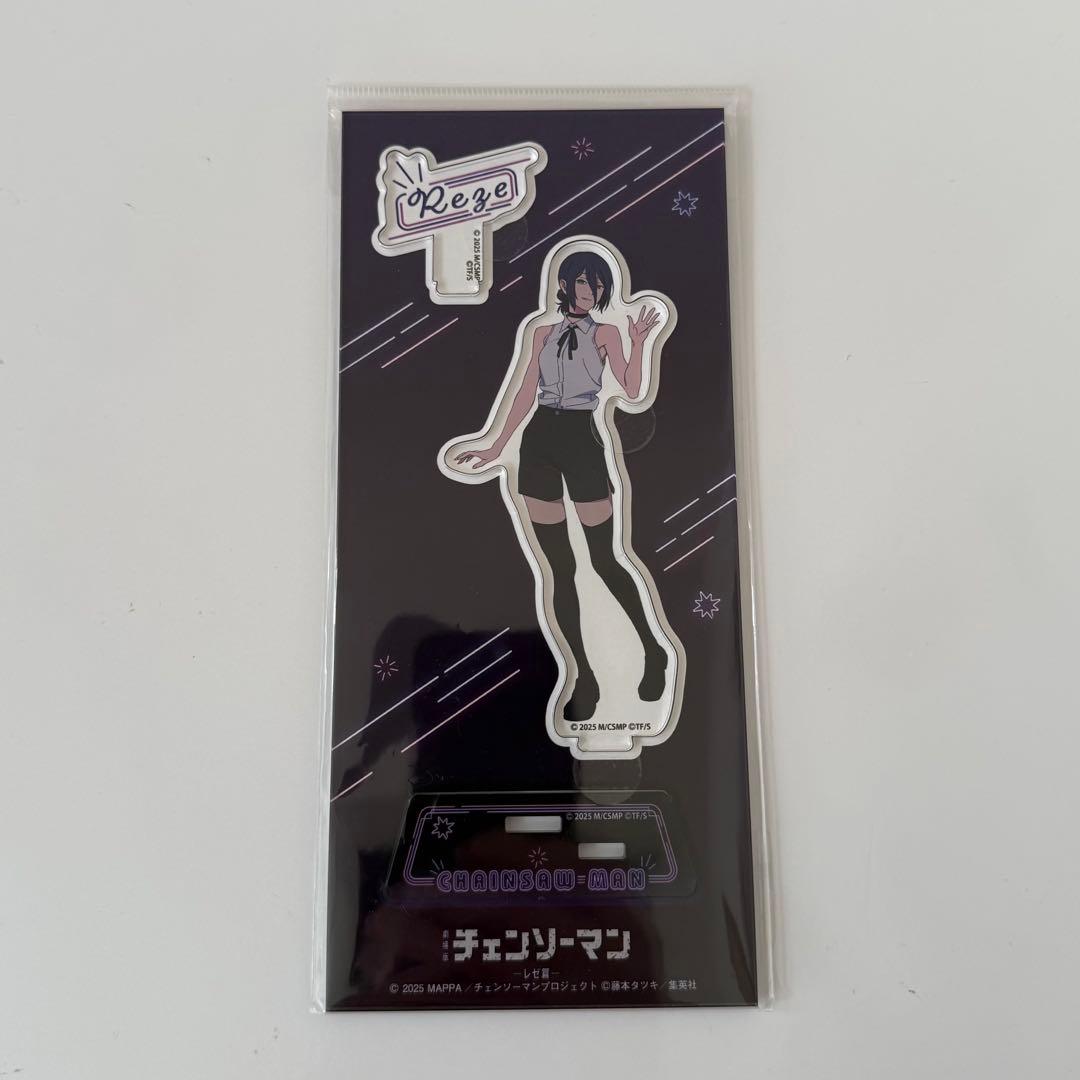 Reze
© 2025 M/CSMP
©TF/S
© 2025 M/CSMP ©TF/S
© 2025 M/CSMP ©TF/S
CHAINSAW=MAN
劇場版 チェンソーマン
―レゼ篇―
© 2025 MAPPA／チェンソーマンプロジェクト ©藤本タツキ／集英社